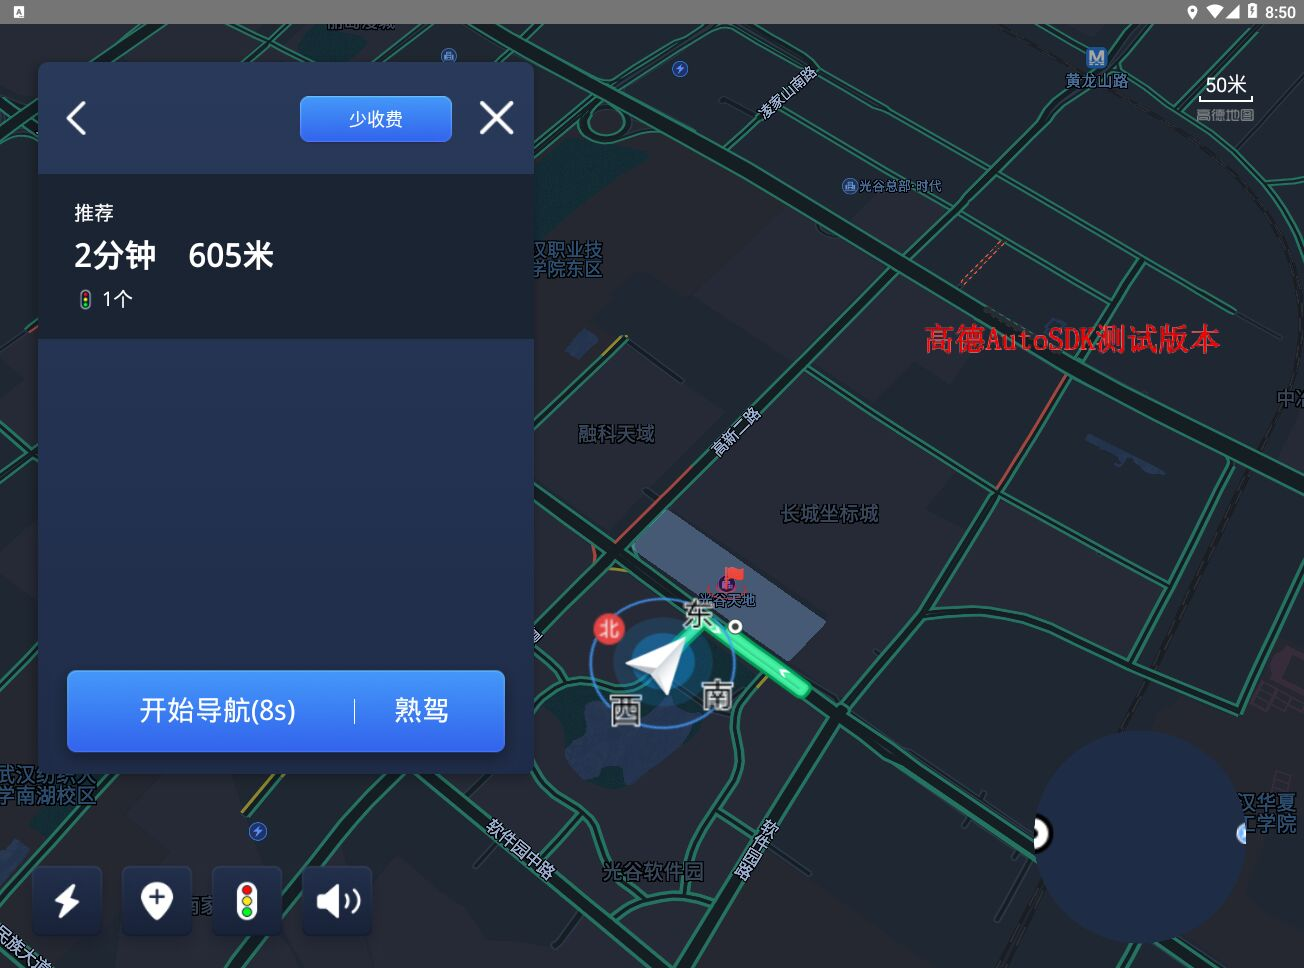 8:50
少收费
推荐
2分钟 605米
1个
开始导航(8s) 熟驾
凌家山南路
M
黄龙山路
50米
高德地图
光谷总部·时代
汉职业技
学院东区
高德AutoSDK测试版本
融科天域
高新二路
长城坐标城
光谷天地
北
东
西
南
武汉纺织大
学南湖校区
软件园中路
光谷软件园
软件园路
汉华夏
工学院
民族大道